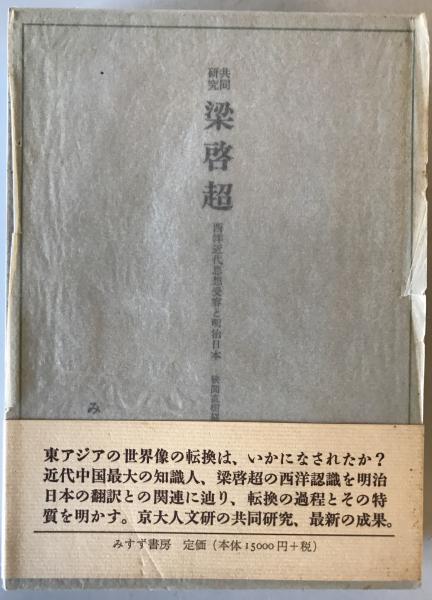 共同
研究
梁啓超
西洋近代思想受容と明治日本
狭間直樹編
み
東アジアの世界像の転換は、いかになされたか?
近代中国最大の知識人、梁啓超の西洋認識を明治
日本の翻訳との関連に辿り、転換の過程とその特
質を明かす。京大人文研の共同研究、最新の成果。
みすず書房 定価（本体15000円＋税）